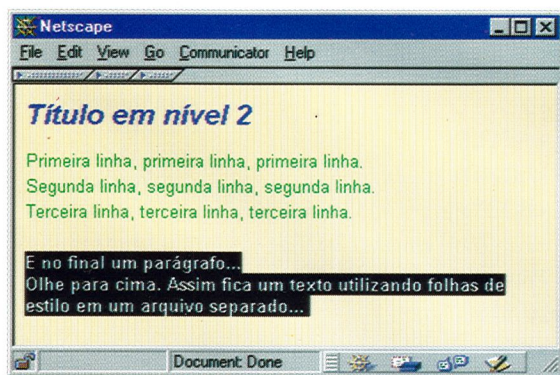 Netscape
File Edit View Go Communicator Help
Título em nível 2
Primeira linha, primeira linha, primeira linha.
Segunda linha, segunda linha, segunda linha.
Terceira linha, terceira linha, terceira linha.
E no final um parágrafo...
Olhe para cima. Assim fica um texto utilizando folhas de
estilo em um arquivo separado...
Document: Done